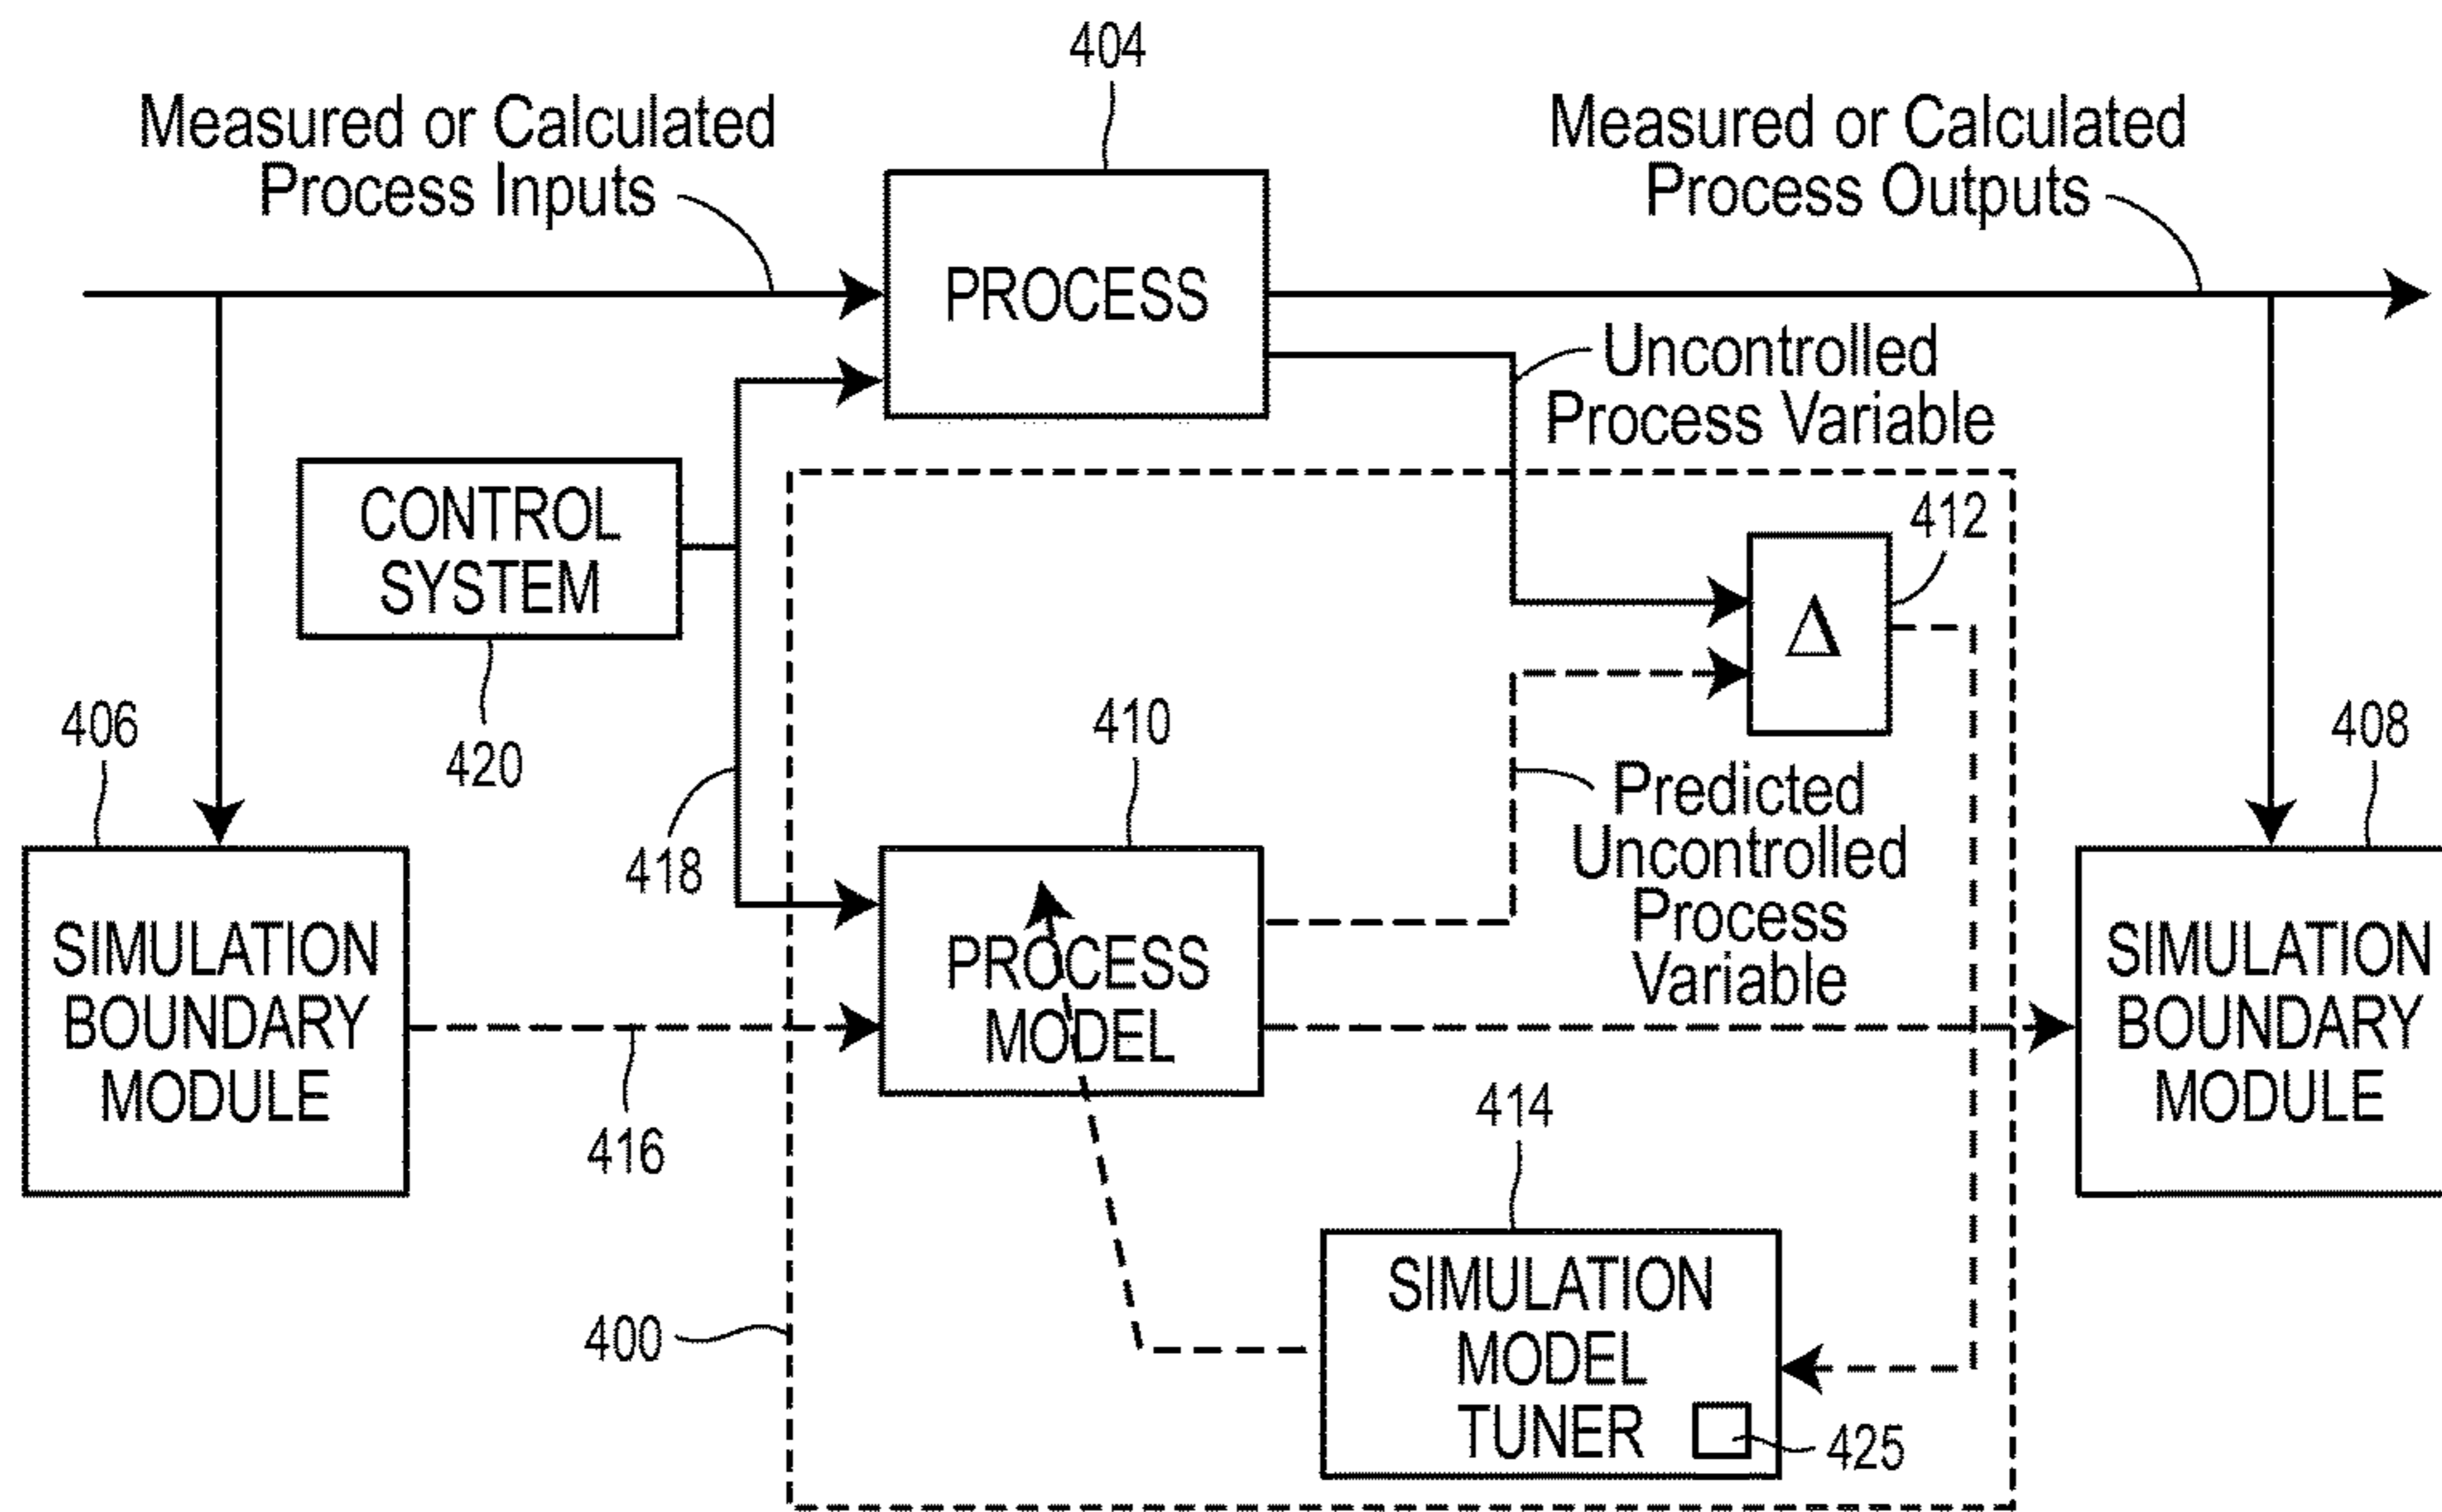 404
Measured or Calculated
Process Inputs
Measured or Calculated
Process Outputs
PROCESS
Uncontrolled
Process Variable
CONTROL
SYSTEM
420
412
Δ
406
418
410
408
Predicted
Uncontrolled
Process
Variable
SIMULATION
BOUNDARY
MODULE
416
PROCESS
MODEL
SIMULATION
BOUNDARY
MODULE
414
400
SIMULATION
MODEL
TUNER
425